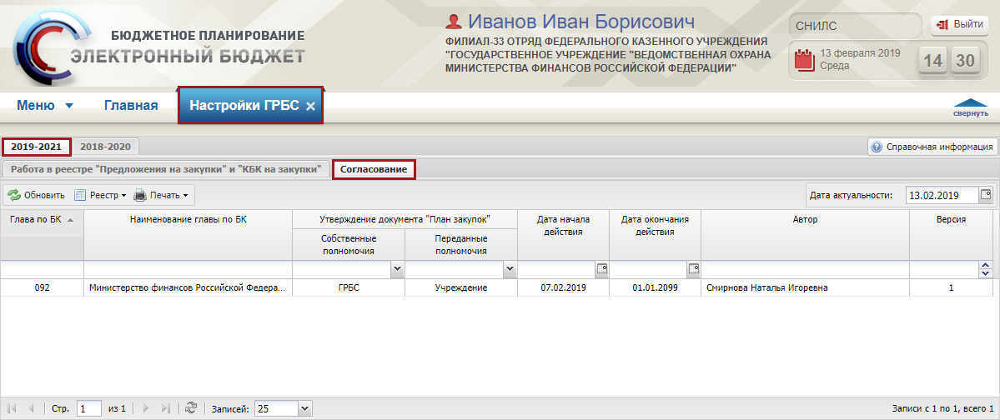 БЮДЖЕТНОЕ ПЛАНИРОВАНИЕ
ЭЛЕКТРОННЫЙ БЮДЖЕТ
Иванов Иван Борисович
ФИЛИАЛ-33 ОТРЯД ФЕДЕРАЛЬНОГО КАЗЕННОГО УЧРЕЖДЕНИЯ
"ГОСУДАРСТВЕННОЕ УЧРЕЖДЕНИЕ "ВЕДОМСТВЕННАЯ ОХРАНА
МИНИСТЕРСТВА ФИНАНСОВ РОССИЙСКОЙ ФЕДЕРАЦИИ"
СНИЛС
Выйти
13 февраля 2019
Среда
14 30
Меню Главная Настройки ГРБС
свернуть
2019-2021 2018-2020 Справочная информация
Работа в реестре "Предложения на закупки" и "КБК на закупки" Согласование
Обновить Реестр Печать Дата актуальности: 13.02.2019
Глава по БК Наименование главы по БК Утверждение документа "План закупок" Дата начала действия Дата окончания действия Автор Версия
Собственные полномочия Переданные полномочия
092 Министерство финансов Российской Федера... ГРБС Учреждение 07.02.2019 01.01.2099 Смирнова Наталья Игоревна 1
Стр. 1 из 1 Записей: 25 Записи с 1 по 1, всего 1